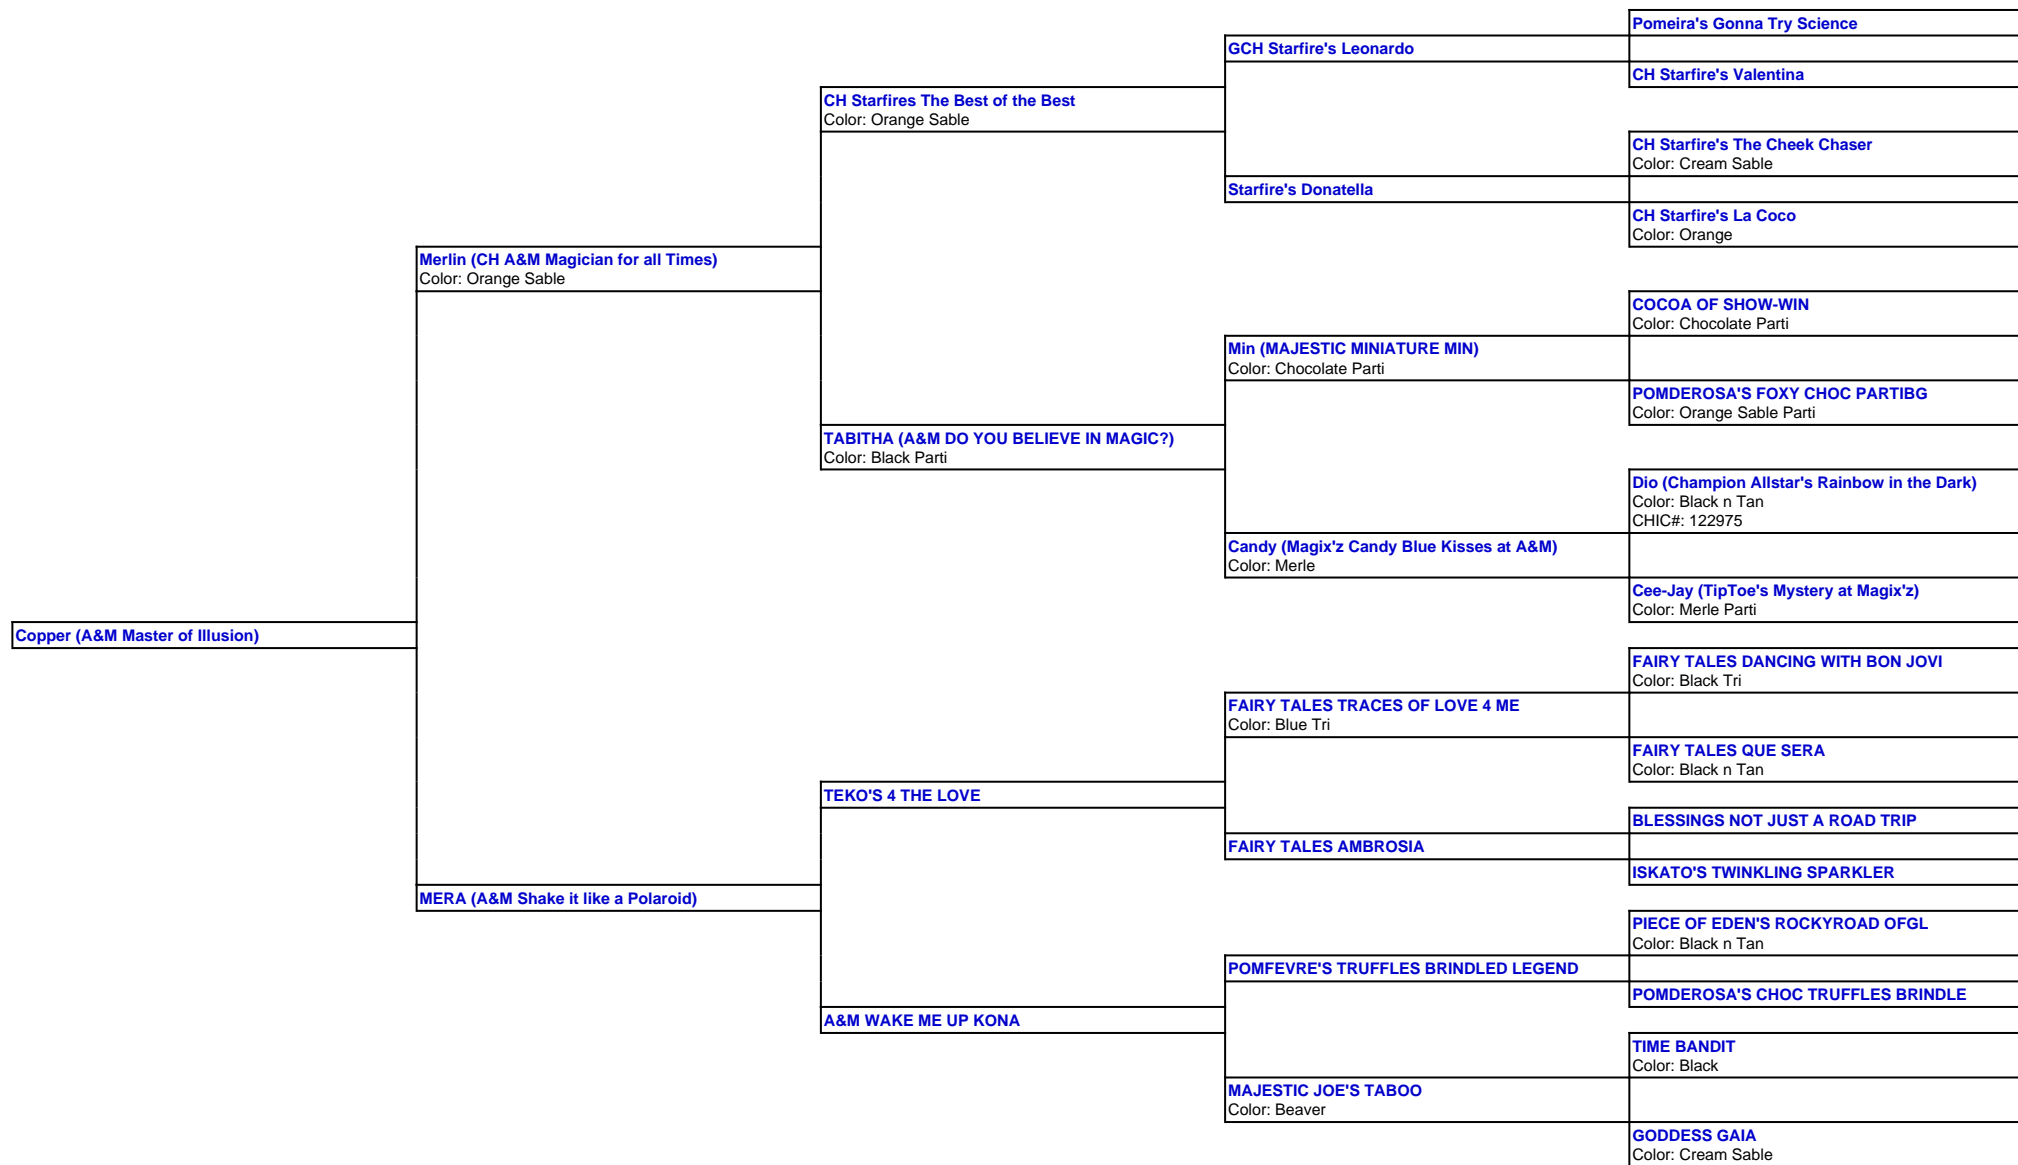 Pomeira's Gonna Try Science
GCH Starfire's Leonardo
CH Starfire's Valentina
CH Starfires The Best of the Best
Color: Orange Sable
CH Starfire's The Cheek Chaser
Color: Cream Sable
Starfire's Donatella
CH Starfire's La Coco
Color: Orange
Merlin (CH A&M Magician for all Times)
Color: Orange Sable
COCOA OF SHOW-WIN
Color: Chocolate Parti
Min (MAJESTIC MINIATURE MIN)
Color: Chocolate Parti
POMDEROSA'S FOXY CHOC PARTIBG
Color: Orange Sable Parti
TABITHA (A&M DO YOU BELIEVE IN MAGIC?)
Color: Black Parti
Dio (Champion Allstar's Rainbow in the Dark)
Color: Black n Tan
CHIC#: 122975
Candy (Magix'z Candy Blue Kisses at A&M)
Color: Merle
Cee-Jay (TipToe's Mystery at Magix'z)
Color: Merle Parti
Copper (A&M Master of Illusion)
FAIRY TALES DANCING WITH BON JOVI
Color: Black Tri
FAIRY TALES TRACES OF LOVE 4 ME
Color: Blue Tri
FAIRY TALES QUE SERA
Color: Black n Tan
TEKO'S 4 THE LOVE
BLESSINGS NOT JUST A ROAD TRIP
FAIRY TALES AMBROSIA
ISKATO'S TWINKLING SPARKLER
MERA (A&M Shake it like a Polaroid)
PIECE OF EDEN'S ROCKYROAD OFGL
Color: Black n Tan
POMFEVRE'S TRUFFLES BRINDLED LEGEND
POMDEROSA'S CHOC TRUFFLES BRINDLE
A&M WAKE ME UP KONA
TIME BANDIT
Color: Black
MAJESTIC JOE'S TABOO
Color: Beaver
GODDESS GAIA
Color: Cream Sable